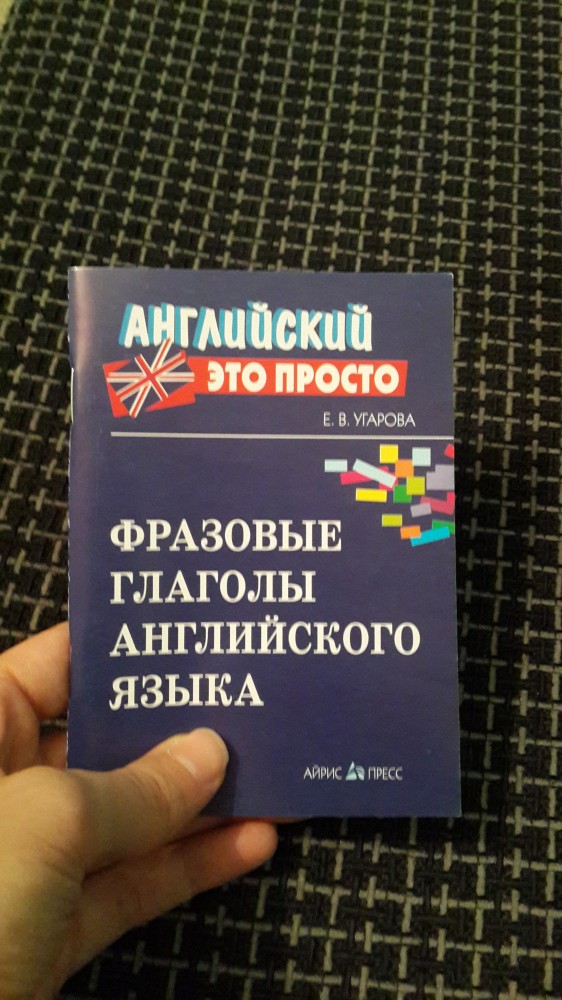 АНГЛИЙСКИЙ
ЭТО ПРОСТО
Е. В. УГАРОВА
ФРАЗОВЫЕ
ГЛАГОЛЫ
АНГЛИЙСКОГО
ЯЗЫКА
АЙРИС ПРЕСС